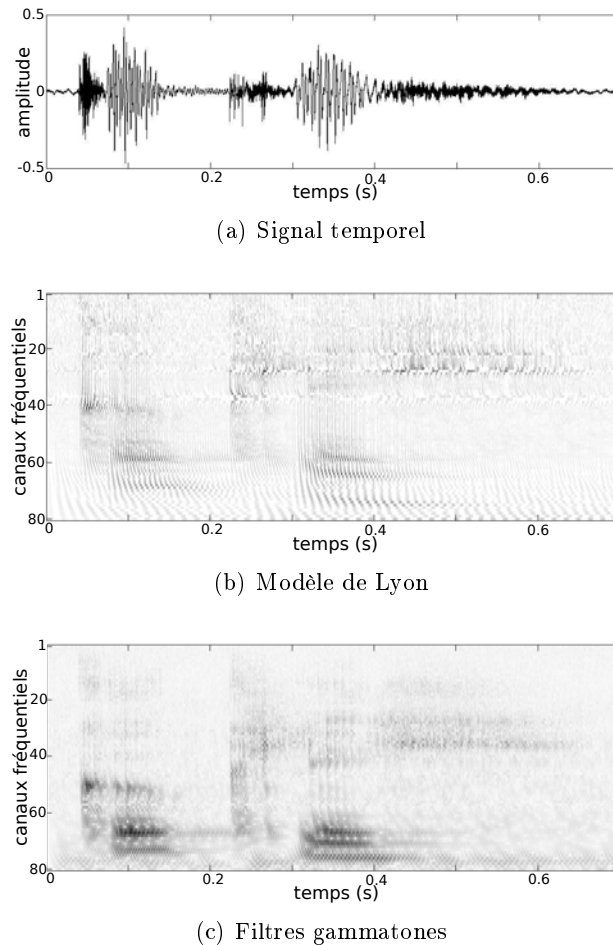 0.5
amplitude
0
-0.5
0 0.2 0.4 0.6
temps (s)
(a) Signal temporel
1
20
canaux fréquentiels
40
60
80
0 0.2 0.4 0.6
temps (s)
(b) Modèle de Lyon
1
20
canaux fréquentiels
40
60
80
0 0.2 0.4 0.6
temps (s)
(c) Filtres gammatones